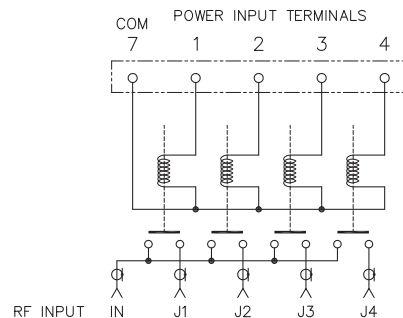 POWER INPUT TERMINALS
COM
7 1 2 3 4
RF INPUT IN J1 J2 J3 J4